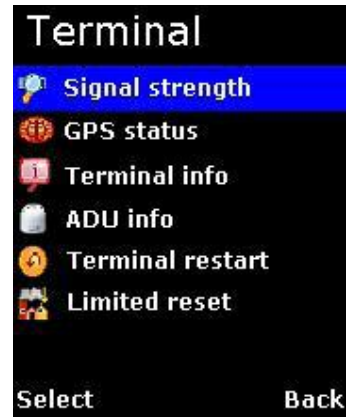 Terminal
Signal strength
GPS status
Terminal info
ADU info
Terminal restart
Limited reset
Select Back